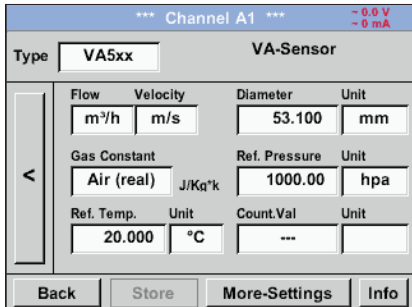 *** Channel A1 ***
~ 0.0 V
~ 0 mA
Type VA5xx VA-Sensor
Flow Velocity Diameter Unit
m³/h m/s 53.100 mm
Gas Constant Ref. Pressure Unit
< Air (real) J/Kg*k 1000.00 hpa
Ref. Temp. Unit Count.Val Unit
20.000 °C ---
Back Store More-Settings Info